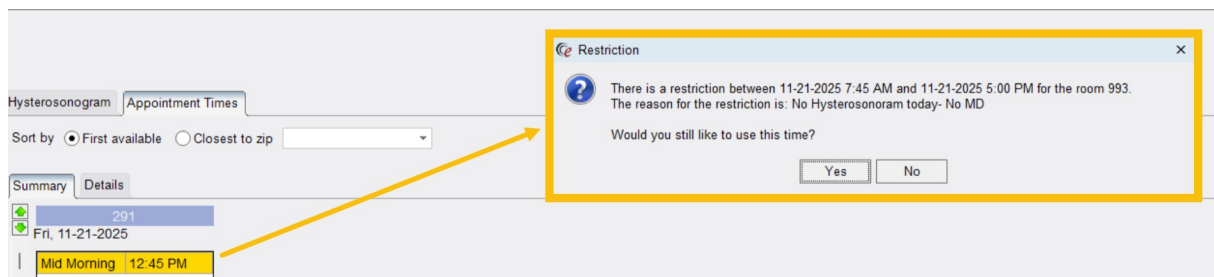 Restriction
There is a restriction between 11-21-2025 7:45 AM and 11-21-2025 5:00 PM for the room 993.
The reason for the restriction is: No Hysterosonoram today- No MD
Would you still like to use this time?
Yes No
Hysterosonogram Appointment Times
Sort by First available Closest to zip
Summary Details
291
Fri, 11-21-2025
Mid Morning 12:45 PM